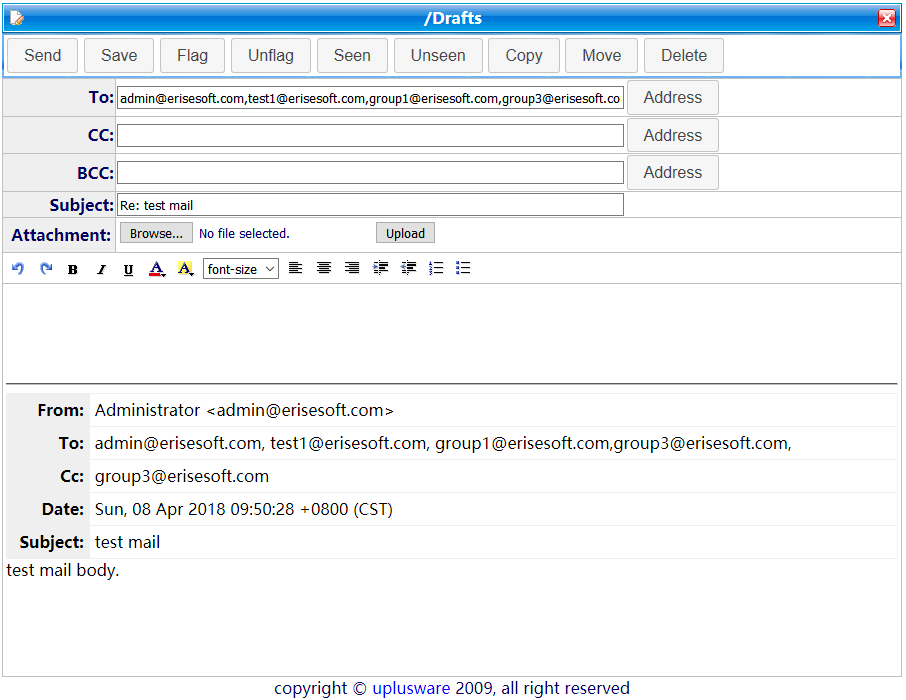 /Drafts
Send Save Flag Unflag Seen Unseen Copy Move Delete
To: admin@erisesoft.com,test1@erisesoft.com,group1@erisesoft.com,group3@erisesoft.co Address
CC: Address
BCC: Address
Subject: Re: test mail
Attachment: Browse... No file selected. Upload
B I U A A font-size
From: Administrator <admin@erisesoft.com>
To: admin@erisesoft.com, test1@erisesoft.com, group1@erisesoft.com,group3@erisesoft.com,
Cc: group3@erisesoft.com
Date: Sun, 08 Apr 2018 09:50:28 +0800 (CST)
Subject: test mail
test mail body.
copyright © uplusware 2009, all right reserved